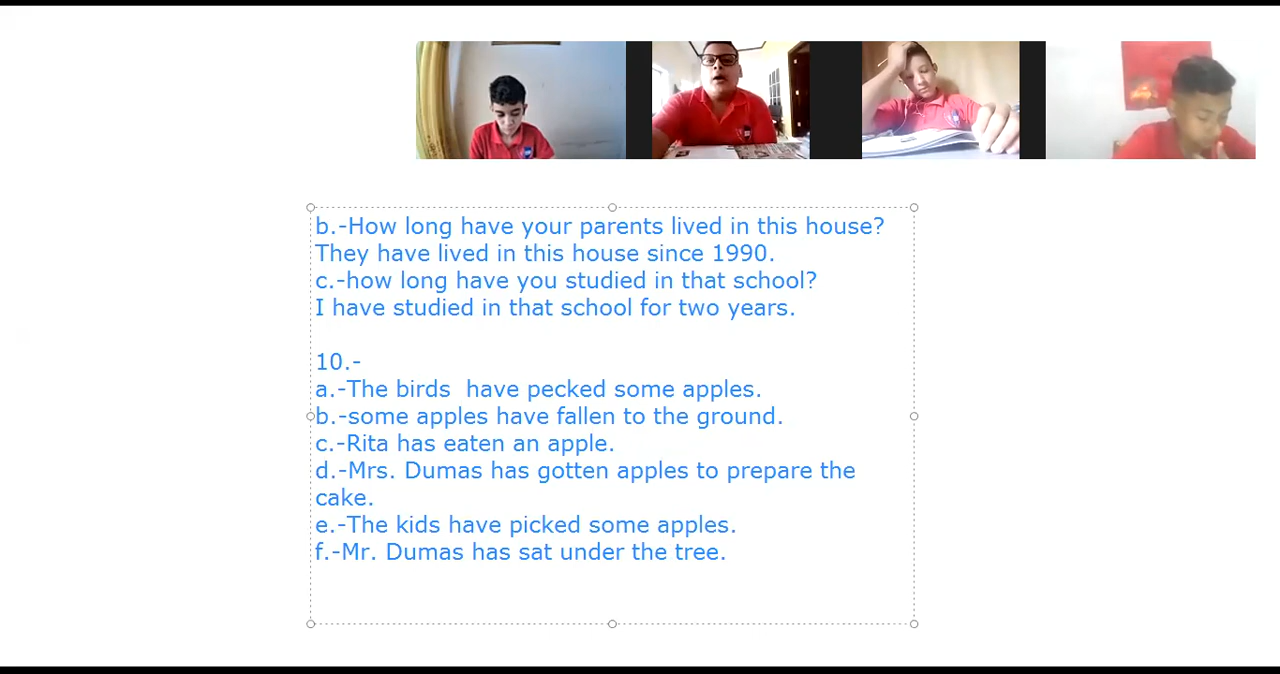 b.-How long have your parents lived in this house?
They have lived in this house since 1990.
c.-how long have you studied in that school?
I have studied in that school for two years.
10.-
a.-The birds  have pecked some apples.
b.-some apples have fallen to the ground.
c.-Rita has eaten an apple.
d.-Mrs. Dumas has gotten apples to prepare the
cake.
e.-The kids have picked some apples.
f.-Mr. Dumas has sat under the tree.